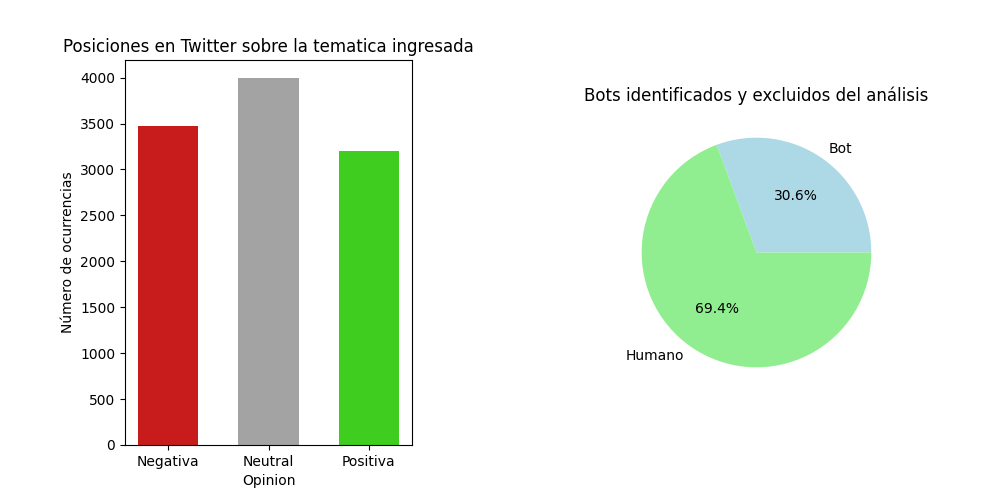 Posiciones en Twitter sobre la tematica ingresada
Número de ocurrencias
4000
3500
3000
2500
2000
1500
1000
500
0
Negativa
Neutral
Positiva
Opinion
Bots identificados y excluidos del análisis
Bot
30.6%
69.4%
Humano